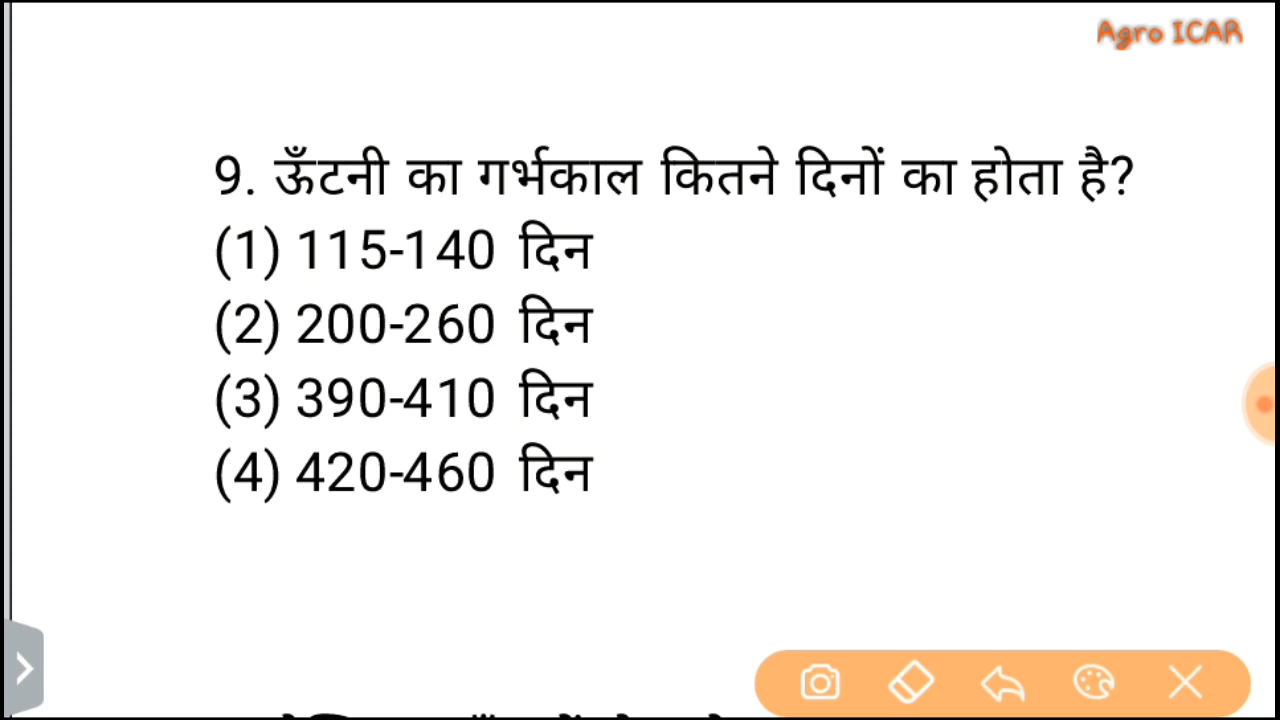 Agro ICAR
9. ऊँटनी का गर्भकाल कितने दिनों का होता है?
(1) 115-140 दिन
(2) 200-260 दिन
(3) 390-410 दिन
(4) 420-460 दिन